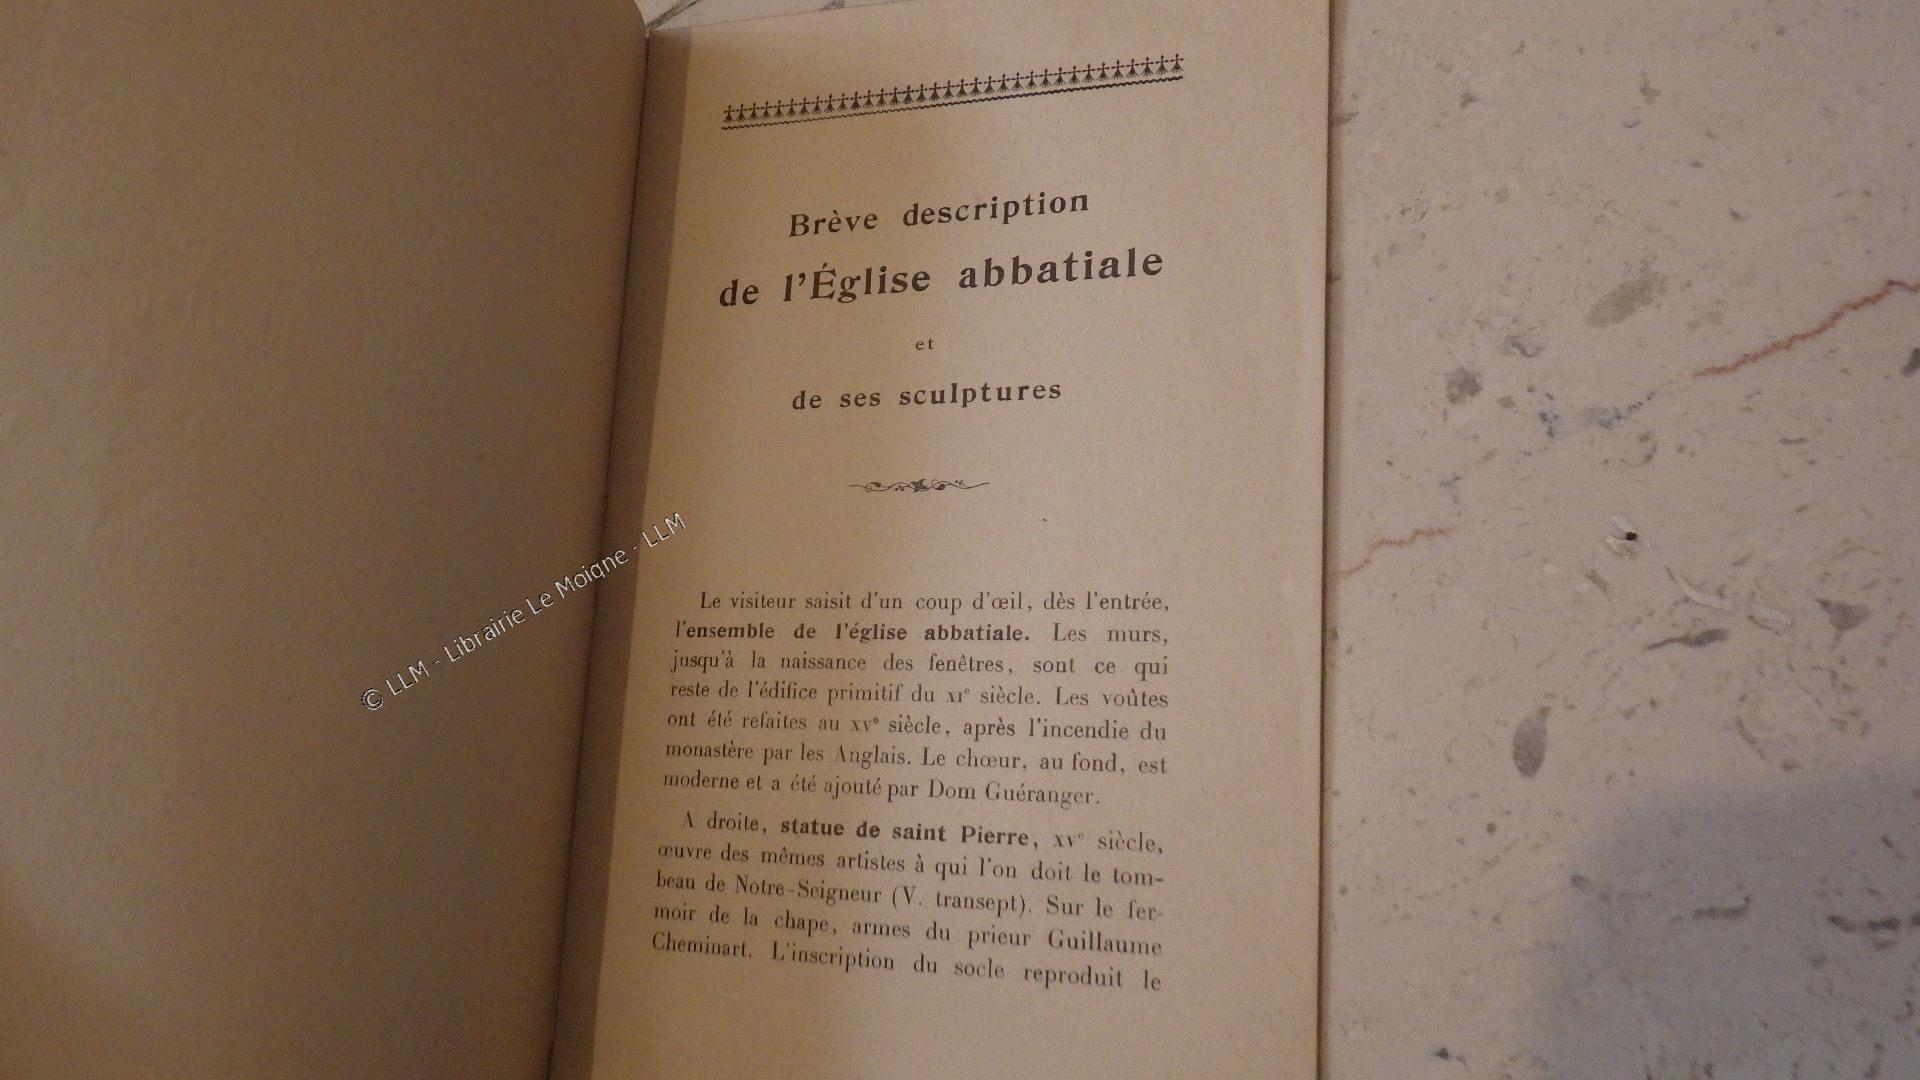 Brève description
de l'Église abbatiale
et
de ses sculptures
Le visiteur saisit d'un coup d'œil, dès l'entrée,
l'ensemble de l'église abbatiale. Les murs,
jusqu'à la naissance des fenêtres, sont ce qui
reste de l'édifice primitif du XIe siècle. Les voûtes
ont été refaites au XVe siècle, après l'incendie du
monastère par les Anglais. Le chœur, au fond, est
moderne et a été ajouté par Dom Guéranger.
A droite, statue de saint Pierre, XVe siècle,
œuvre des mêmes artistes à qui l'on doit le tom-
beau de Notre-Seigneur (V. transept). Sur le fer-
moir de la chape, armes du prieur Guillaume
Cheminart. L'inscription du socle reproduit le
© LLM - Librairie Le Moigne - LLM